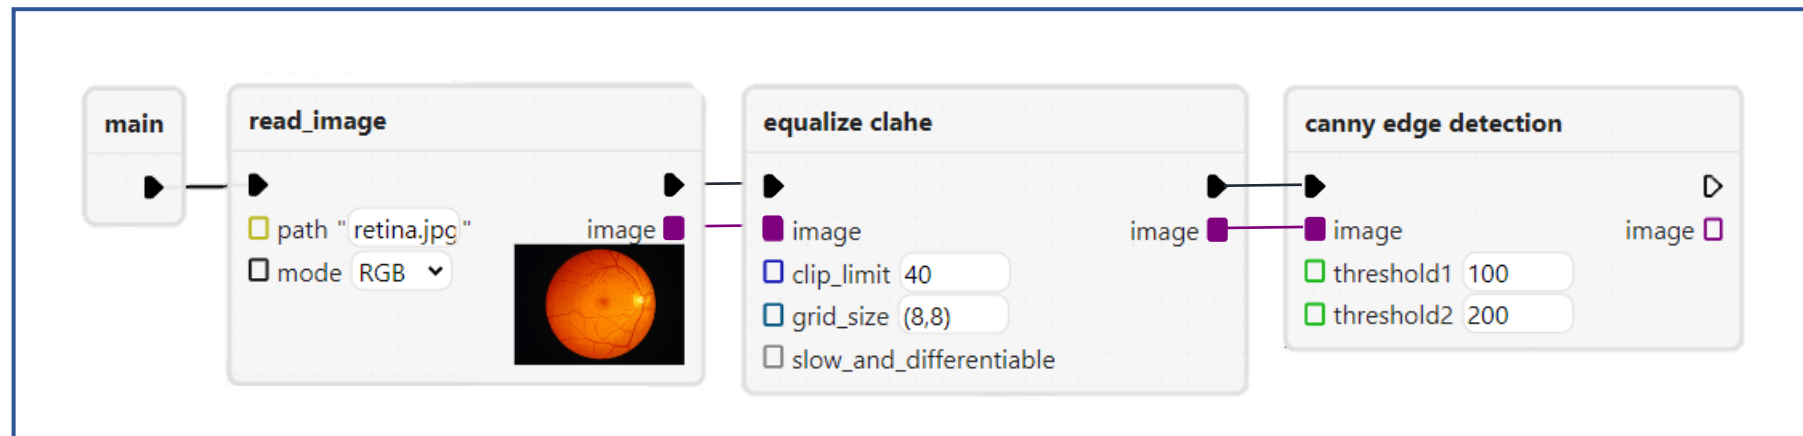 main
read_image
path "retina.jpg"
image
mode RGB
equalize clahe
image
image
clip_limit 40
grid_size (8,8)
slow_and_differentiable
canny edge detection
image
image
threshold1 100
threshold2 200